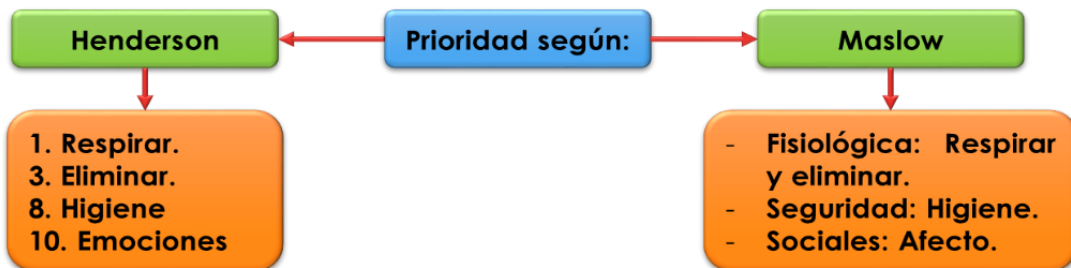 Henderson
Prioridad según:
Maslow
1. Respirar.
3. Eliminar.
8. Higiene
10. Emociones
- Fisiológica: Respirar
y eliminar.
- Seguridad: Higiene.
- Sociales: Afecto.